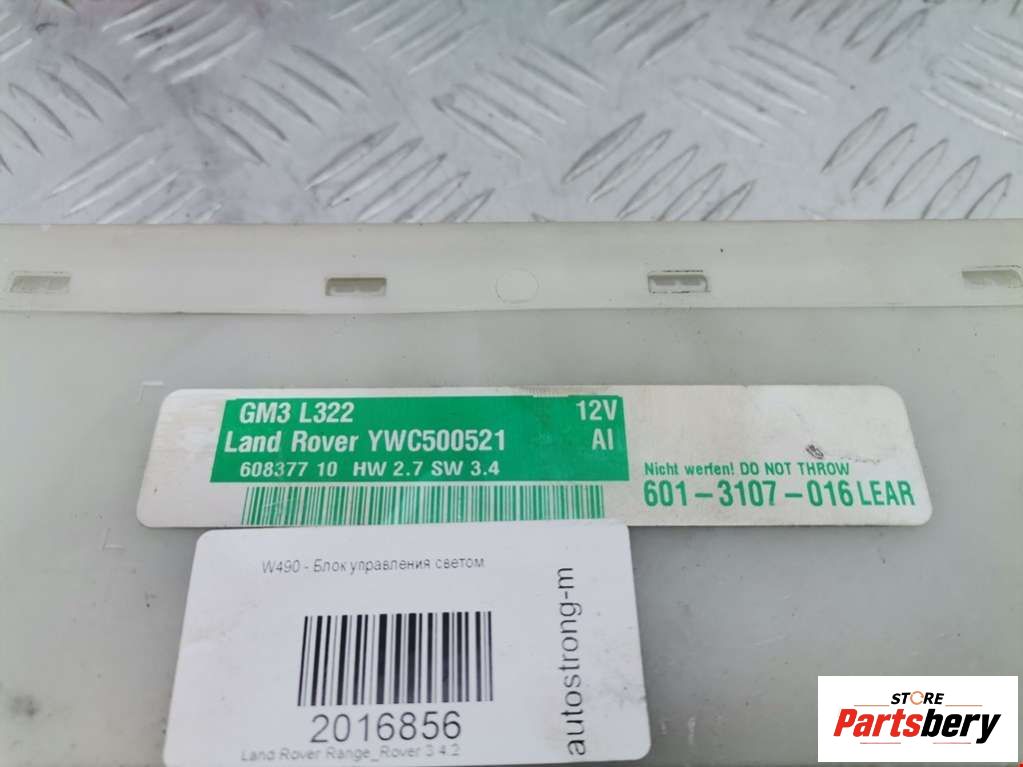 GM3 L322 12V
Land Rover YWC500521 AI
608377 10 HW 2.7 SW 3.4
Nicht werfen! DO NOT THROW
601-3107-016 LEAR
W490 - Блок управления светом
2016856
Land Rover Range_Rover 3 4.2
autostrong-m
STORE
Partsbery